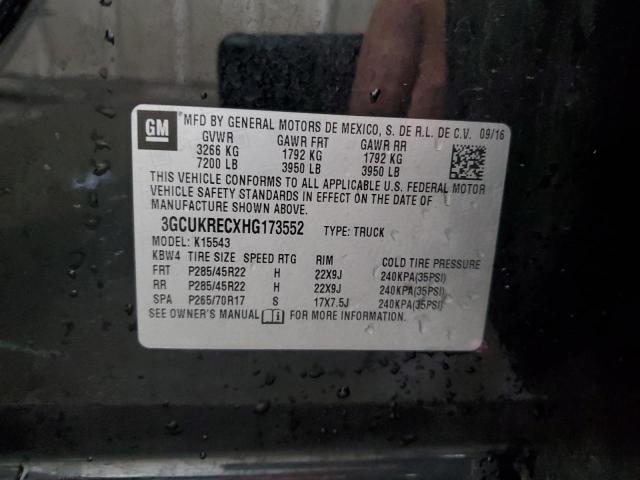 GM
MFD BY GENERAL MOTORS DE MEXICO, S. DE R.L. DE C.V. 09/16
GVWR GAWR FRT GAWR RR
3266 KG 1792 KG 1792 KG
7200 LB 3950 LB 3950 LB
THIS VEHICLE CONFORMS TO ALL APPLICABLE U.S. FEDERAL MOTOR
VEHICLE SAFETY STANDARDS IN EFFECT ON THE DATE OF
MANUFACTURE SHOWN ABOVE.
3GCUKRECXHG173552 TYPE: TRUCK
MODEL: K15543
KBW4 TIRE SIZE SPEED RTG RIM COLD TIRE PRESSURE
FRT P285/45R22 H 22X9J 240KPA(35PSI)
RR P285/45R22 H 22X9J 240KPA(35PSI)
SPA P265/70R17 S 17X7.5J 240KPA(35PSI)
SEE OWNER'S MANUAL i FOR MORE INFORMATION.